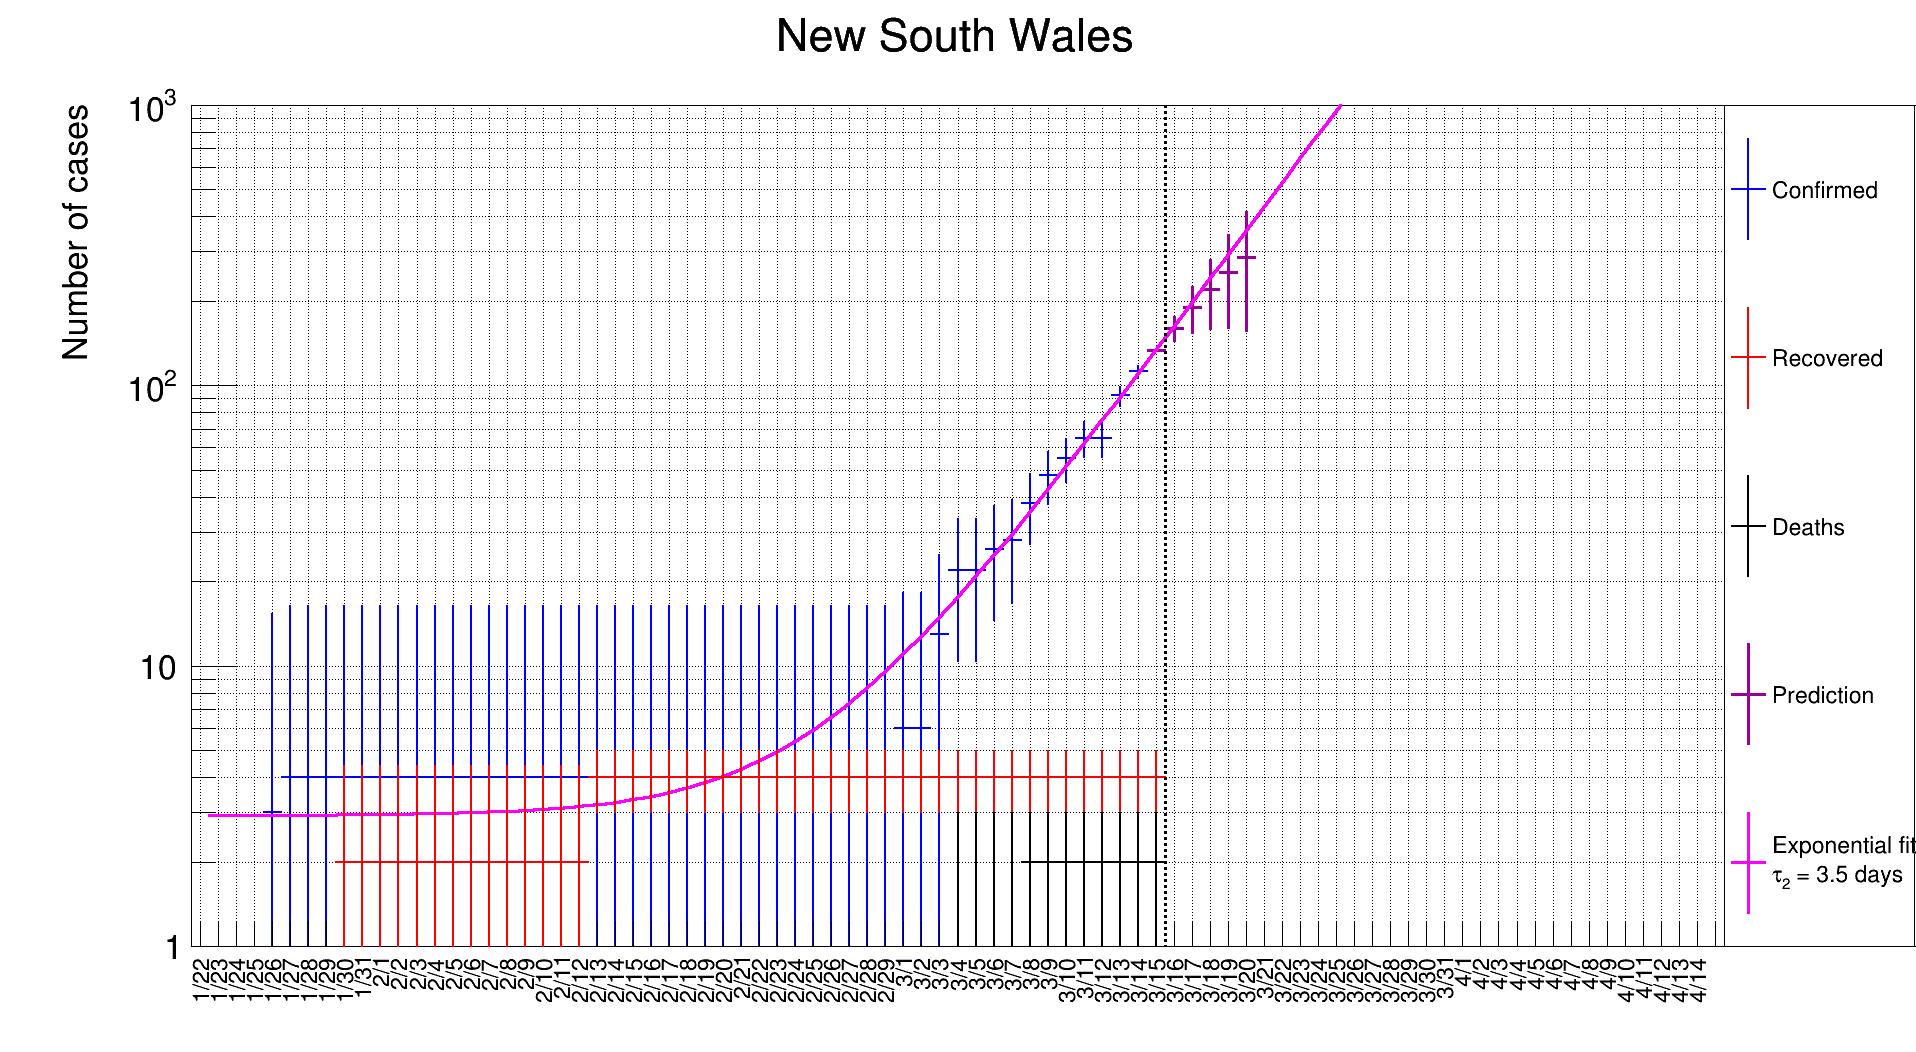 New South Wales
Number of cases
10³
10²
10
1
1/22 1/23 1/24 1/25 1/26 1/27 1/28 1/29 1/30 1/31 2/1 2/2 2/3 2/4 2/5 2/6 2/7 2/8 2/9 2/10 2/11 2/12 2/13 2/14 2/15 2/16 2/17 2/18 2/19 2/20 2/21 2/22 2/23 2/24 2/25 2/26 2/27 2/28 2/29 3/1 3/2 3/3 3/4 3/5 3/6 3/7 3/8 3/9 3/10 3/11 3/12 3/13 3/14 3/15 3/16 3/17 3/18 3/19 3/20 3/21 3/22 3/23 3/24 3/25 3/26 3/27 3/28 3/29 3/30 3/31 4/1 4/2 4/3 4/4 4/5 4/6 4/7 4/8 4/9 4/10 4/11 4/12 4/13 4/14
Confirmed
Recovered
Deaths
Prediction
Exponential fit
τ₂ = 3.5 days